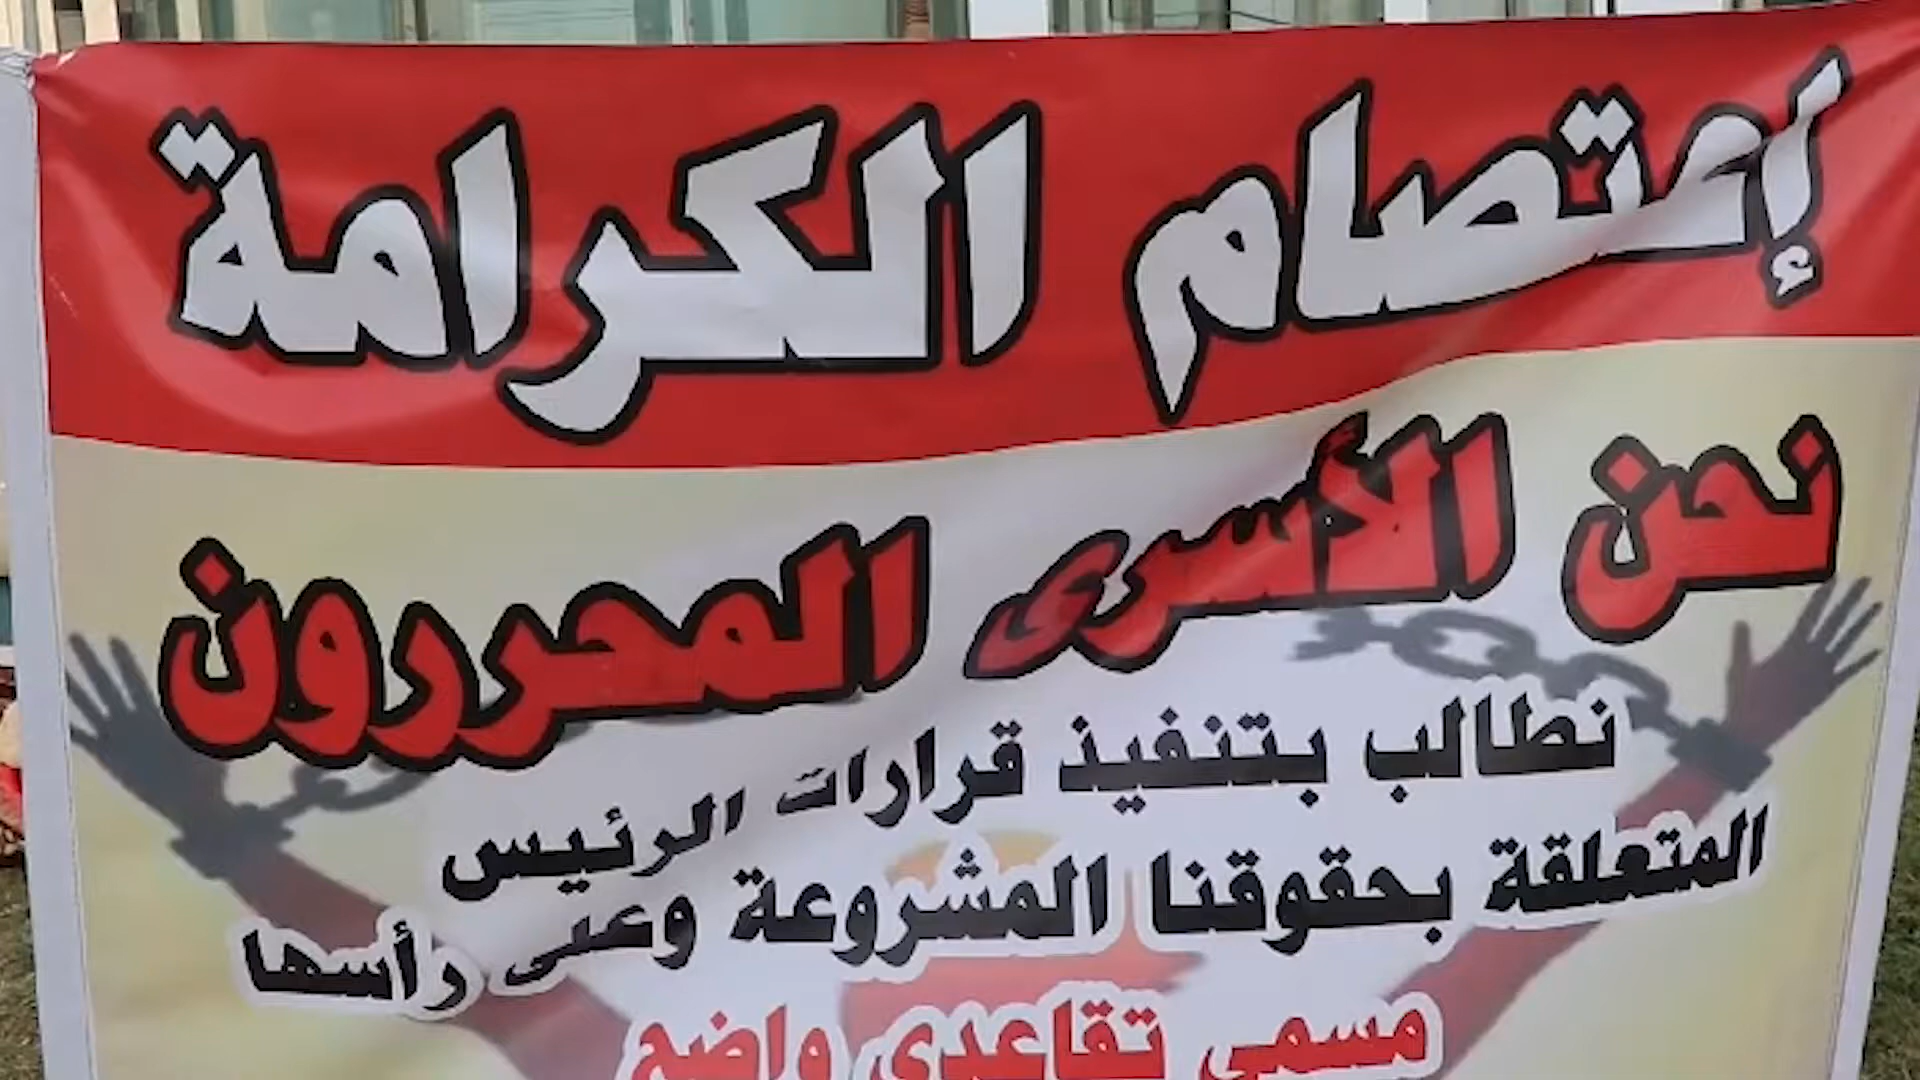 إعتصام الكرامة
نحن الأسرى المحررون
نطالب بتنفيذ قرارات الرئيس
المتعلقة بحقوقنا المشروعة وعلى رأسها
مسمى تقاعدي واضح